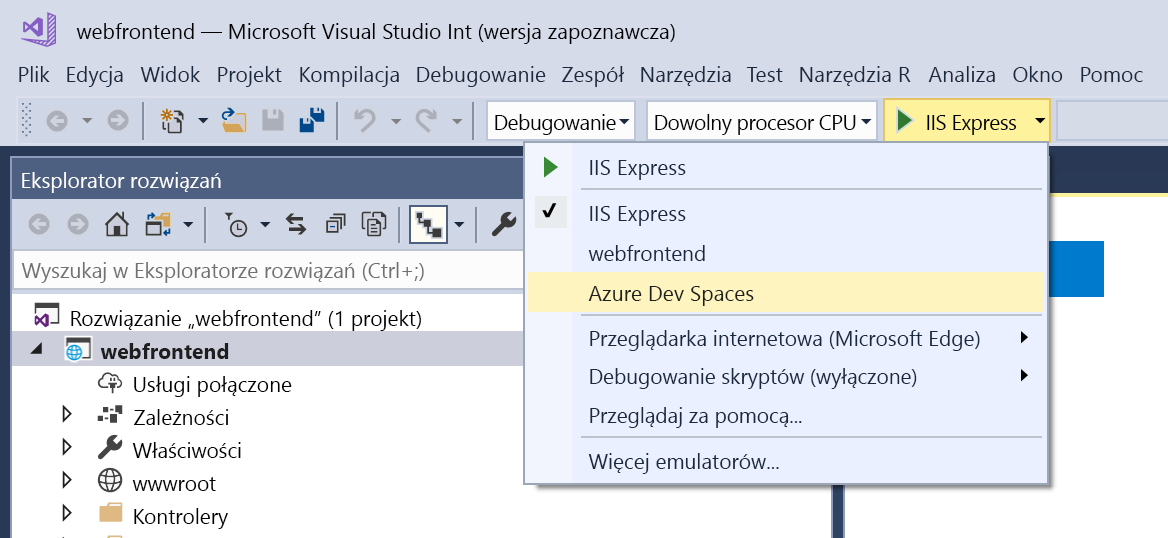 webfrontend — Microsoft Visual Studio Int (wersja zapoznawcza)
Plik Edycja Widok Projekt Kompilacja Debugowanie Zespół Narzędzia Test Narzędzia R Analiza Okno Pomoc
Debugowanie Dowolny procesor CPU IIS Express
Eksplorator rozwiązań
Wyszukaj w Eksploratorze rozwiązań (Ctrl+;)
Rozwiązanie „webfrontend” (1 projekt)
webfrontend
Usługi połączone
Zależności
Właściwości
wwwroot
Kontrolery
IIS Express
IIS Express
webfrontend
Azure Dev Spaces
Przeglądarka internetowa (Microsoft Edge)
Debugowanie skryptów (wyłączone)
Przeglądaj za pomocą...
Więcej emulatorów...